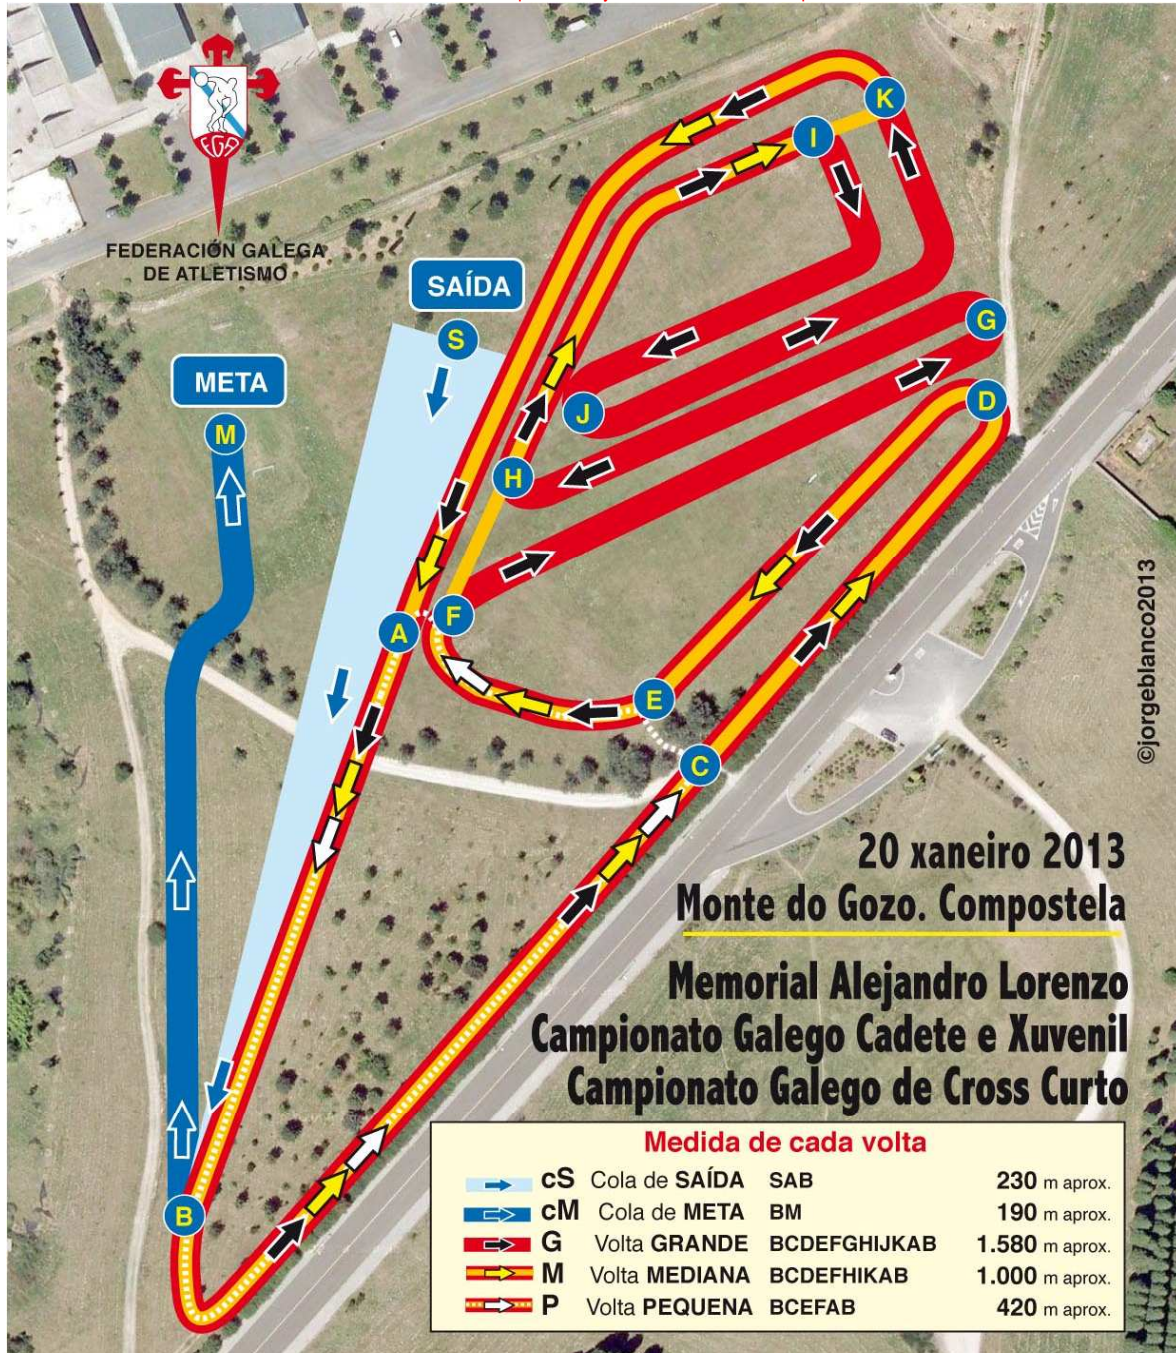 FGA
FEDERACIÓN GALEGA
DE ATLETISMO
SAÍDA
S
META
M
K
I
G
D
J
H
F
A
E
C
B
©jorgeblanco2013
20 xaneiro 2013
Monte do Gozo. Compostela
Memorial Alejandro Lorenzo
Campionato Galego Cadete e Xuvenil
Campionato Galego de Cross Curto
Medida de cada volta
cS Cola de SAÍDA SAB 230 m aprox.
cM Cola de META BM 190 m aprox.
G Volta GRANDE BCDEFGHIJKAB 1.580 m aprox.
M Volta MEDIANA BCDEFHIKAB 1.000 m aprox.
P Volta PEQUENA BCEFAB 420 m aprox.